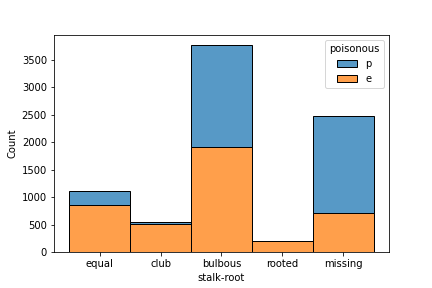 poisonous
p
e
3500
3000
2500
2000
1500
1000
500
0
Count
equal club bulbous rooted missing
stalk-root